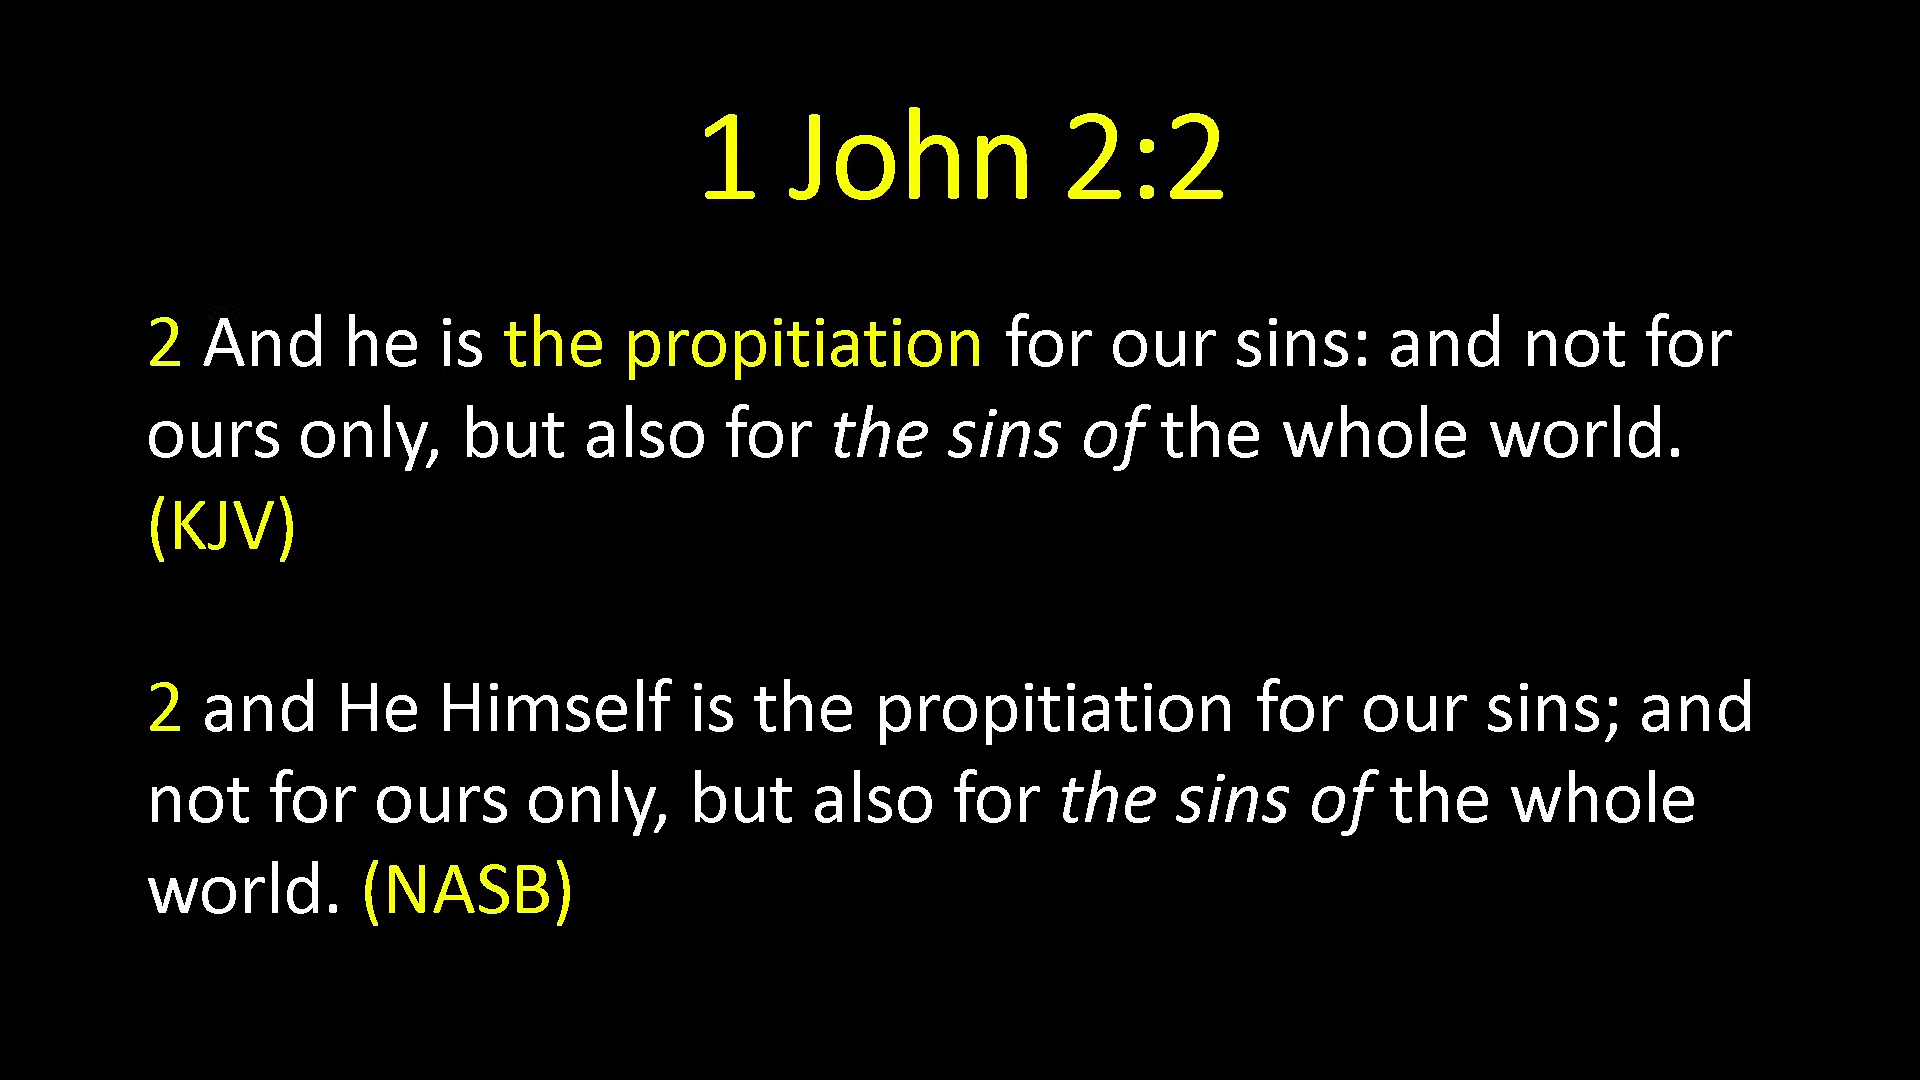 1 John 2:2
2 And he is the propitiation for our sins: and not for
ours only, but also for the sins of the whole world.
(KJV)
2 and He Himself is the propitiation for our sins; and
not for ours only, but also for the sins of the whole
world. (NASB)